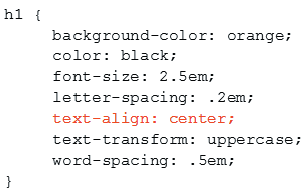 h1 {
background-color: orange;
color: black;
font-size: 2.5em;
letter-spacing: .2em;
text-align: center;
text-transform: uppercase;
word-spacing: .5em;
}